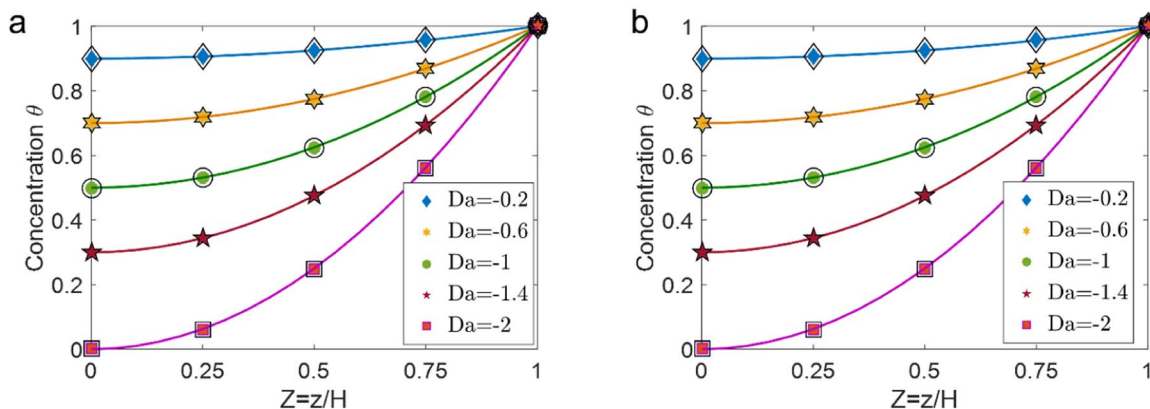 a
1
0.8
0.6
0.4
0.2
0
Concentration θ
0
0.25
0.5
0.75
1
Z=z/H
Da=-0.2
Da=-0.6
Da=-1
Da=-1.4
Da=-2
b
1
0.8
0.6
0.4
0.2
0
Concentration θ
0
0.25
0.5
0.75
1
Z=z/H
Da=-0.2
Da=-0.6
Da=-1
Da=-1.4
Da=-2